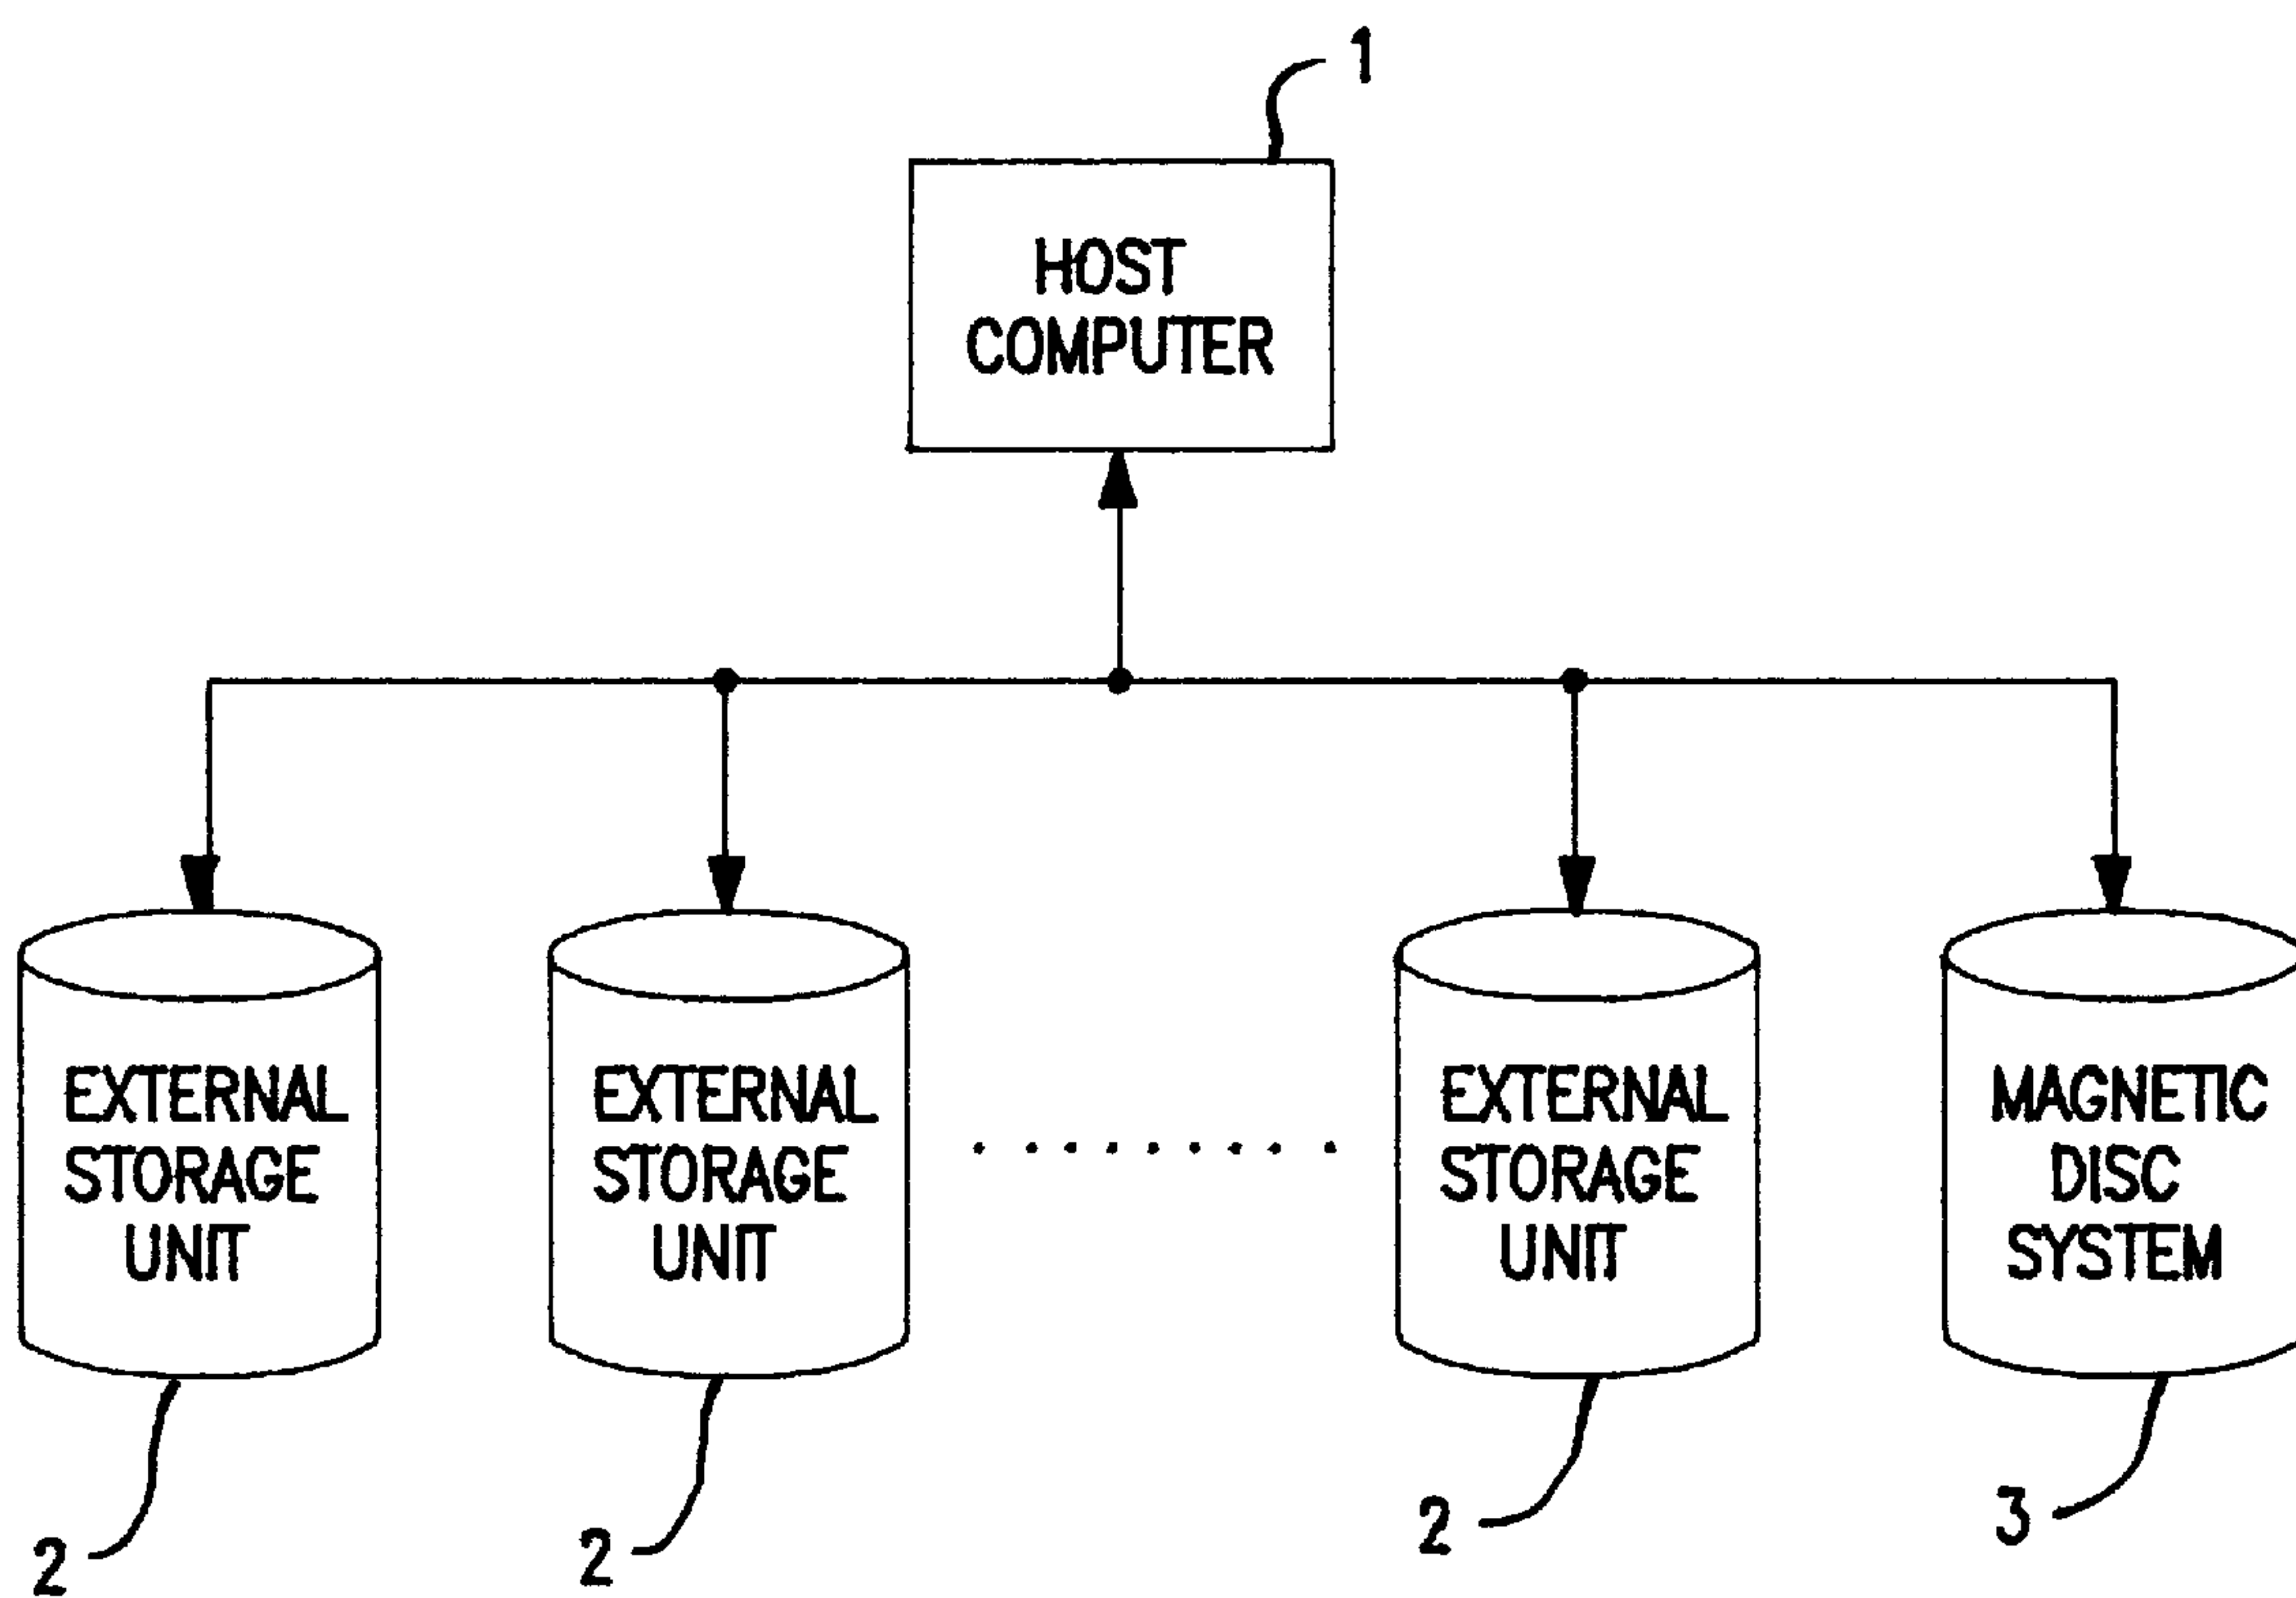 1
HOST
COMPUTER
EXTERNAL
STORAGE
UNIT
EXTERNAL
STORAGE
UNIT
EXTERNAL
STORAGE
UNIT
MAGNETIC
DISC
SYSTEM
2
2
2
3